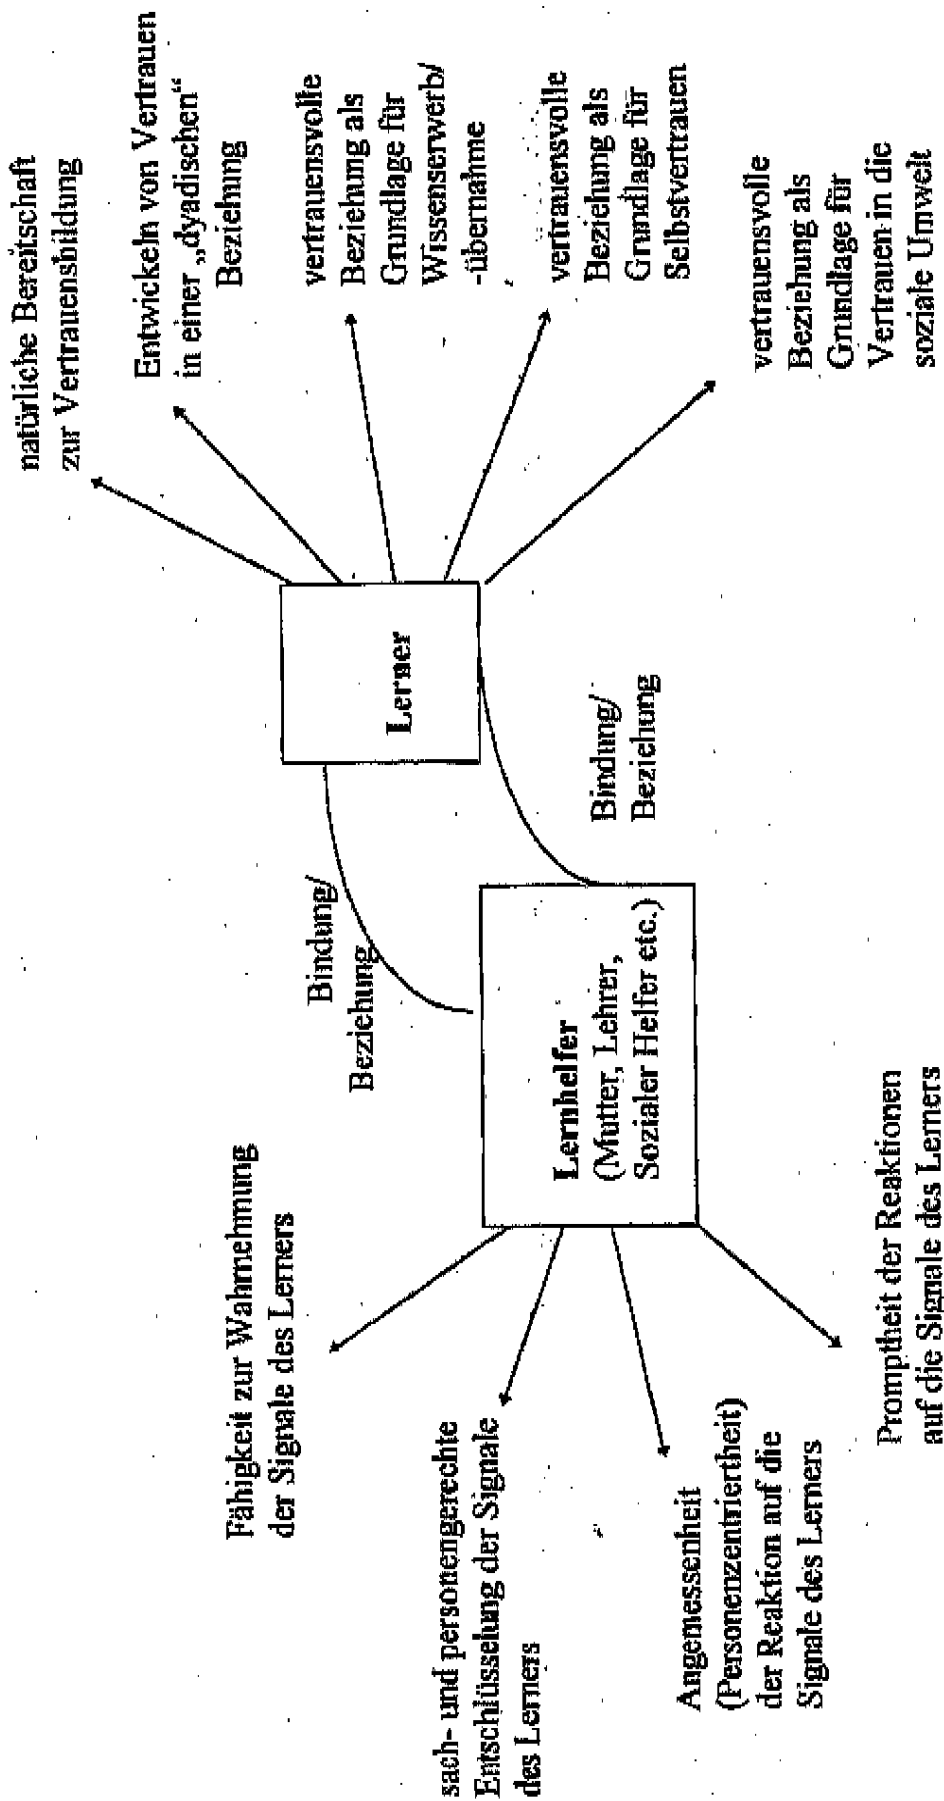 Fähigkeit zur Wahrnehmung
der Signale des Lerners
sach- und personengerechte
Entschlüsselung der Signale
des Lerners
Angemessenheit
(Personzentriertheit)
der Reaktion auf die
Signale des Lerners
Promptheit der Reaktionen
auf die Signale des Lerners
Lernhelfer
(Mutter, Lehrer,
Sozialer Helfer etc.)
Bindung/
Beziehung
Bindung/
Beziehung
Lerner
natürliche Bereitschaft
zur Vertrauensbildung
Entwickeln von Vertrauen
in einer „dyadischen“
Beziehung
vertrauensvolle
Beziehung als
Grundlage für
Wissenserwerb/
-übernahme
vertrauensvolle
Beziehung als
Grundlage für
Selbstvertrauen
vertrauensvolle
Beziehung als
Grundlage für
Vertrauen in die
soziale Umwelt